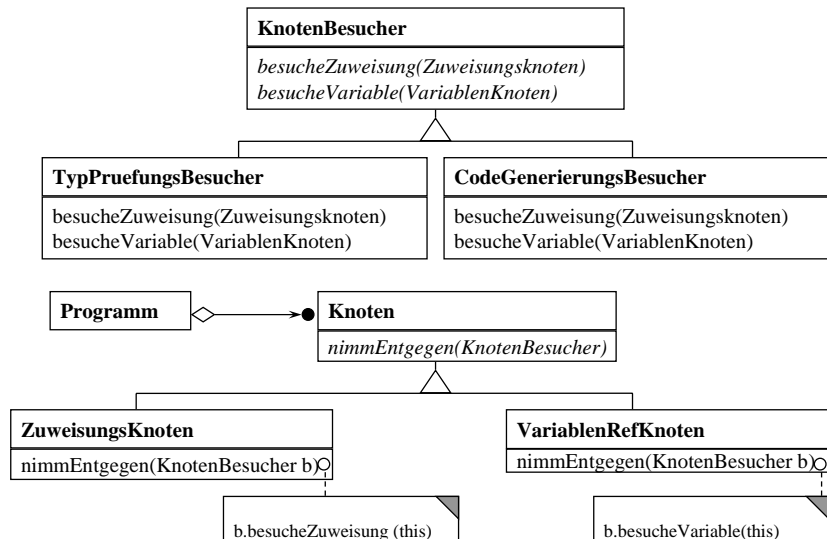 KnotenBesucher
besucheZuweisung(Zuweisungsknoten)
besucheVariable(VariablenKnoten)
TypPruefungsBesucher
besucheZuweisung(Zuweisungsknoten)
besucheVariable(VariablenKnoten)
CodeGenerierungsBesucher
besucheZuweisung(Zuweisungsknoten)
besucheVariable(VariablenKnoten)
Programm
Knoten
nimmEntgegen(KnotenBesucher)
ZuweisungsKnoten
nimmEntgegen(KnotenBesucher b)
VariablenRefKnoten
nimmEntgegen(KnotenBesucher b)
b.besucheZuweisung (this)
b.besucheVariable(this)